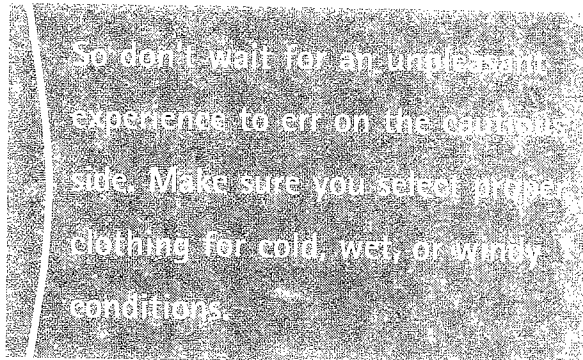 So don't wait for an unpleasant
experience to err on the cautious
side. Make sure you select proper
clothing for cold, wet, or windy
conditions.